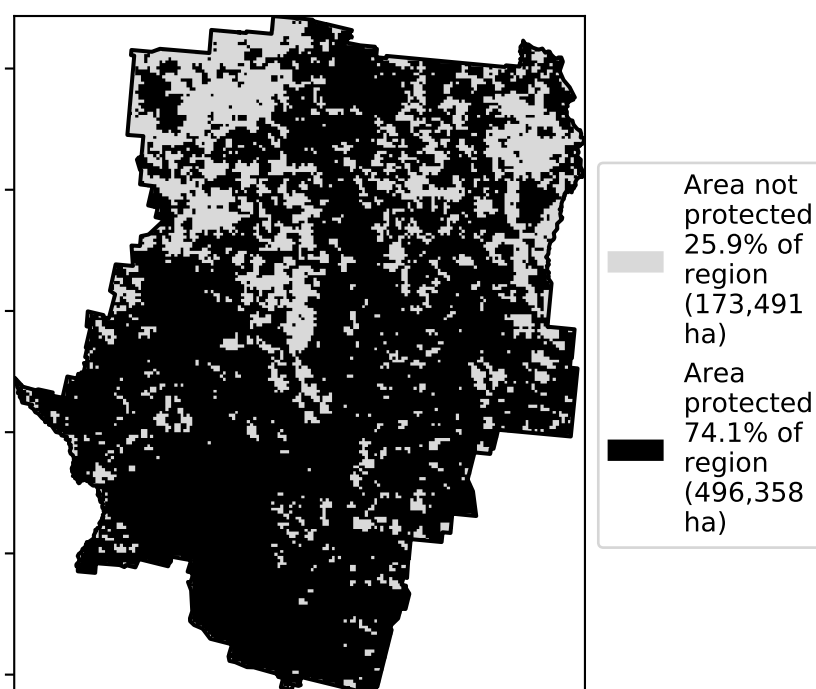 Area not
protected
25.9% of
region
(173,491
ha)
Area
protected
74.1% of
region
(496,358
ha)